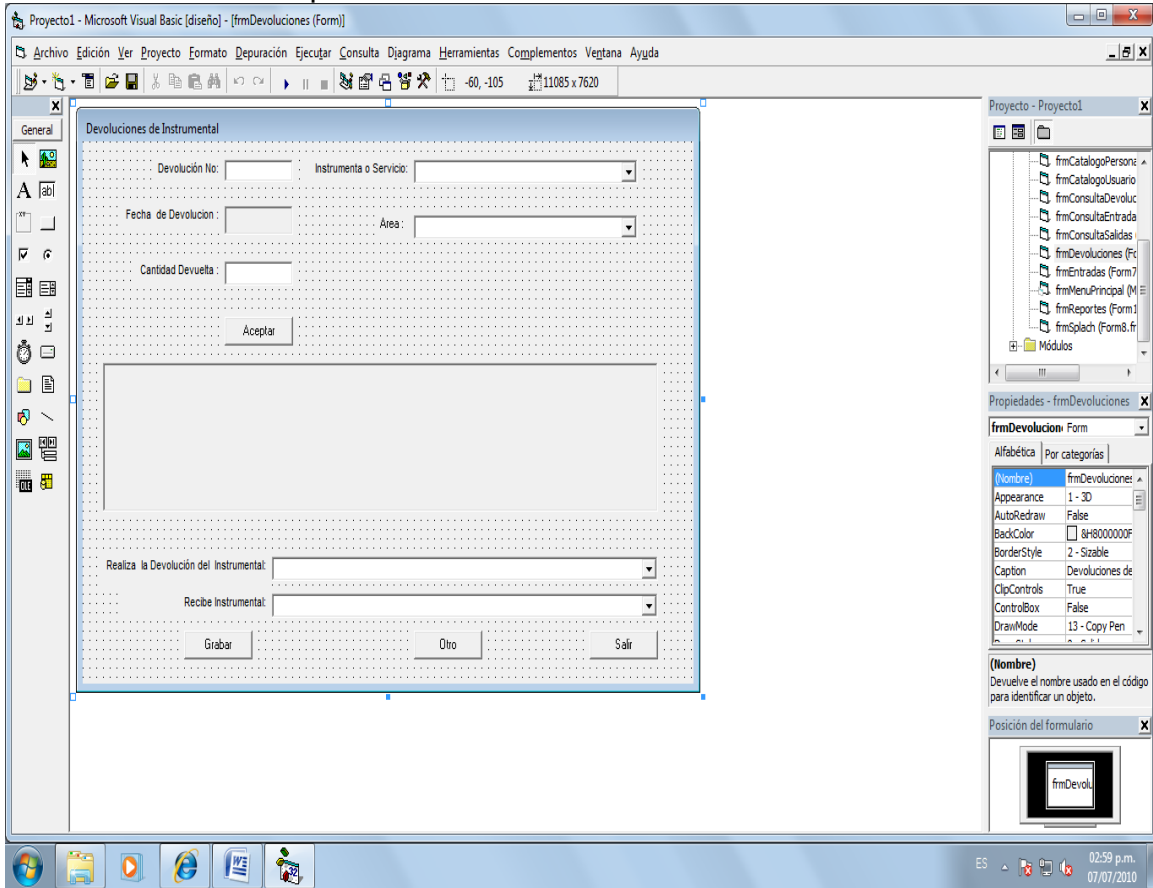 Proyecto1 - Microsoft Visual Basic [diseño] - [frmDevoluciones (Form)]
Archivo Edición Ver Proyecto Formato Depuración Ejecutar Consulta Diagrama Herramientas Complementos Ventana Ayuda
-60, -105 11085 x 7620
General
Devoluciones de Instrumental
Devolución No: Instrumenta o Servicio:
Fecha de Devolucion : Area :
Cantidad Devuelta :
Aceptar
Realiza la Devolución del Instrumental:
Recibe Instrumental:
Grabar Otro Salir
Proyecto - Proyecto1
frmCatalogoPersona
frmCatalogoUsuario
frmConsultaDevoluc
frmConsultaEntrada
frmConsultaSalidas
frmDevoluciones (Fo
frmEntradas (Form7
frmMenuPrincipal (M
frmReportes (Form1
frmSplach (Form8.fr
Módulos
Propiedades - frmDevoluciones
frmDevolucion Form
Alfabética Por categorías
(Nombre) frmDevoluciones
Appearance 1 - 3D
AutoRedraw False
BackColor &H8000000F
BorderStyle 2 - Sizable
Caption Devoluciones de
ClipControls True
ControlBox False
DrawMode 13 - Copy Pen
(Nombre)
Devuelve el nombre usado en el código
para identificar un objeto.
Posición del formulario
frmDevolu
ES 02:59 p.m.
07/07/2010